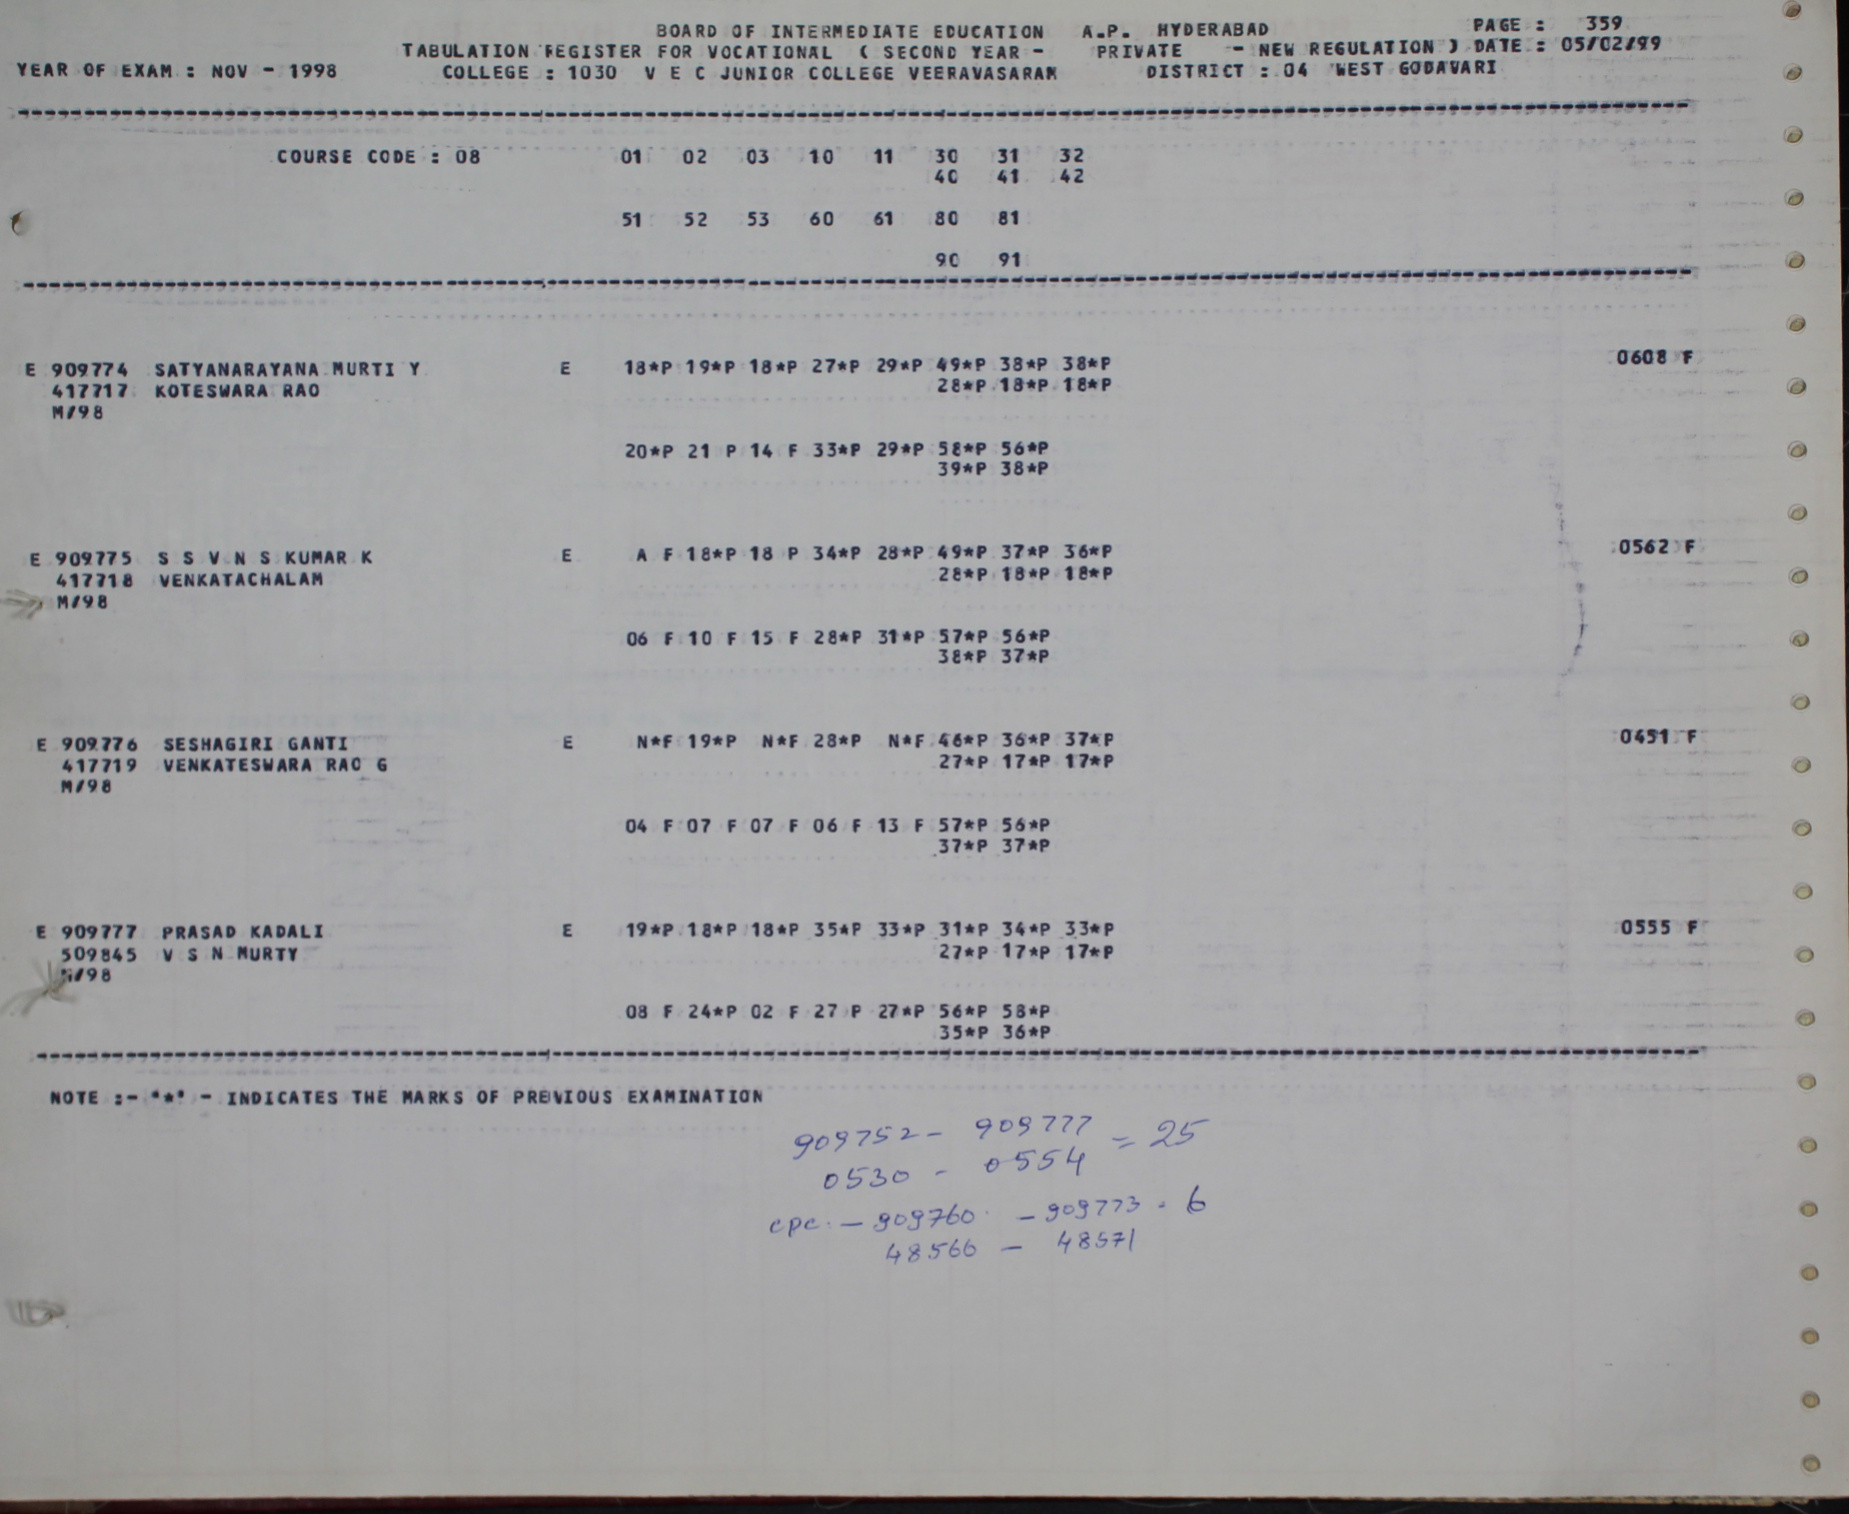 BOARD OF INTERMEDIATE EDUCATION A.P. HYDERABAD PAGE : 359
TABULATION REGISTER FOR VOCATIONAL ( SECOND YEAR - PRIVATE - NEW REGULATION ) DATE : 05/02/99
YEAR OF EXAM : NOV - 1998 COLLEGE : 1030 V E C JUNIOR COLLEGE VEERAVASARAM DISTRICT : 04 WEST GODAVARI
COURSE CODE : 08 01 02 03 10 11 30 31 32
40 41 42
51 52 53 60 61 80 81
90 91
E 909774 SATYANARAYANA MURTI Y E 18*P 19*P 18*P 27*P 29*P 49*P 38*P 38*P 0608 F
417717 KOTESWARA RAO 28*P 18*P 18*P
M/98
20*P 21 P 14 F 33*P 29*P 58*P 56*P
39*P 38*P
E 909775 S S V N S KUMAR K E A F 18*P 18 P 34*P 28*P 49*P 37*P 36*P 0562 F
417718 VENKATACHALAM 28*P 18*P 18*P
M/98
06 F 10 F 15 F 28*P 31*P 57*P 56*P
38*P 37*P
E 909776 SESHAGIRI GANTI E N*F 19*P N*F 28*P N*F 46*P 36*P 37*P 0451 F
417719 VENKATESWARA RAO G 27*P 17*P 17*P
M/98
04 F 07 F 07 F 06 F 13 F 57*P 56*P
37*P 37*P
E 909777 PRASAD KADALI E 19*P 18*P 18*P 35*P 33*P 31*P 34*P 33*P 0555 F
509845 V S N MURTY 27*P 17*P 17*P
M/98
08 F 24*P 02 F 27 P 27*P 56*P 58*P
35*P 36*P
NOTE :- '*' - INDICATES THE MARKS OF PREVIOUS EXAMINATION
909752 - 909777 = 25
0530 - 0554
cpc. - 909760 - 909773 - 6
48566 - 48571